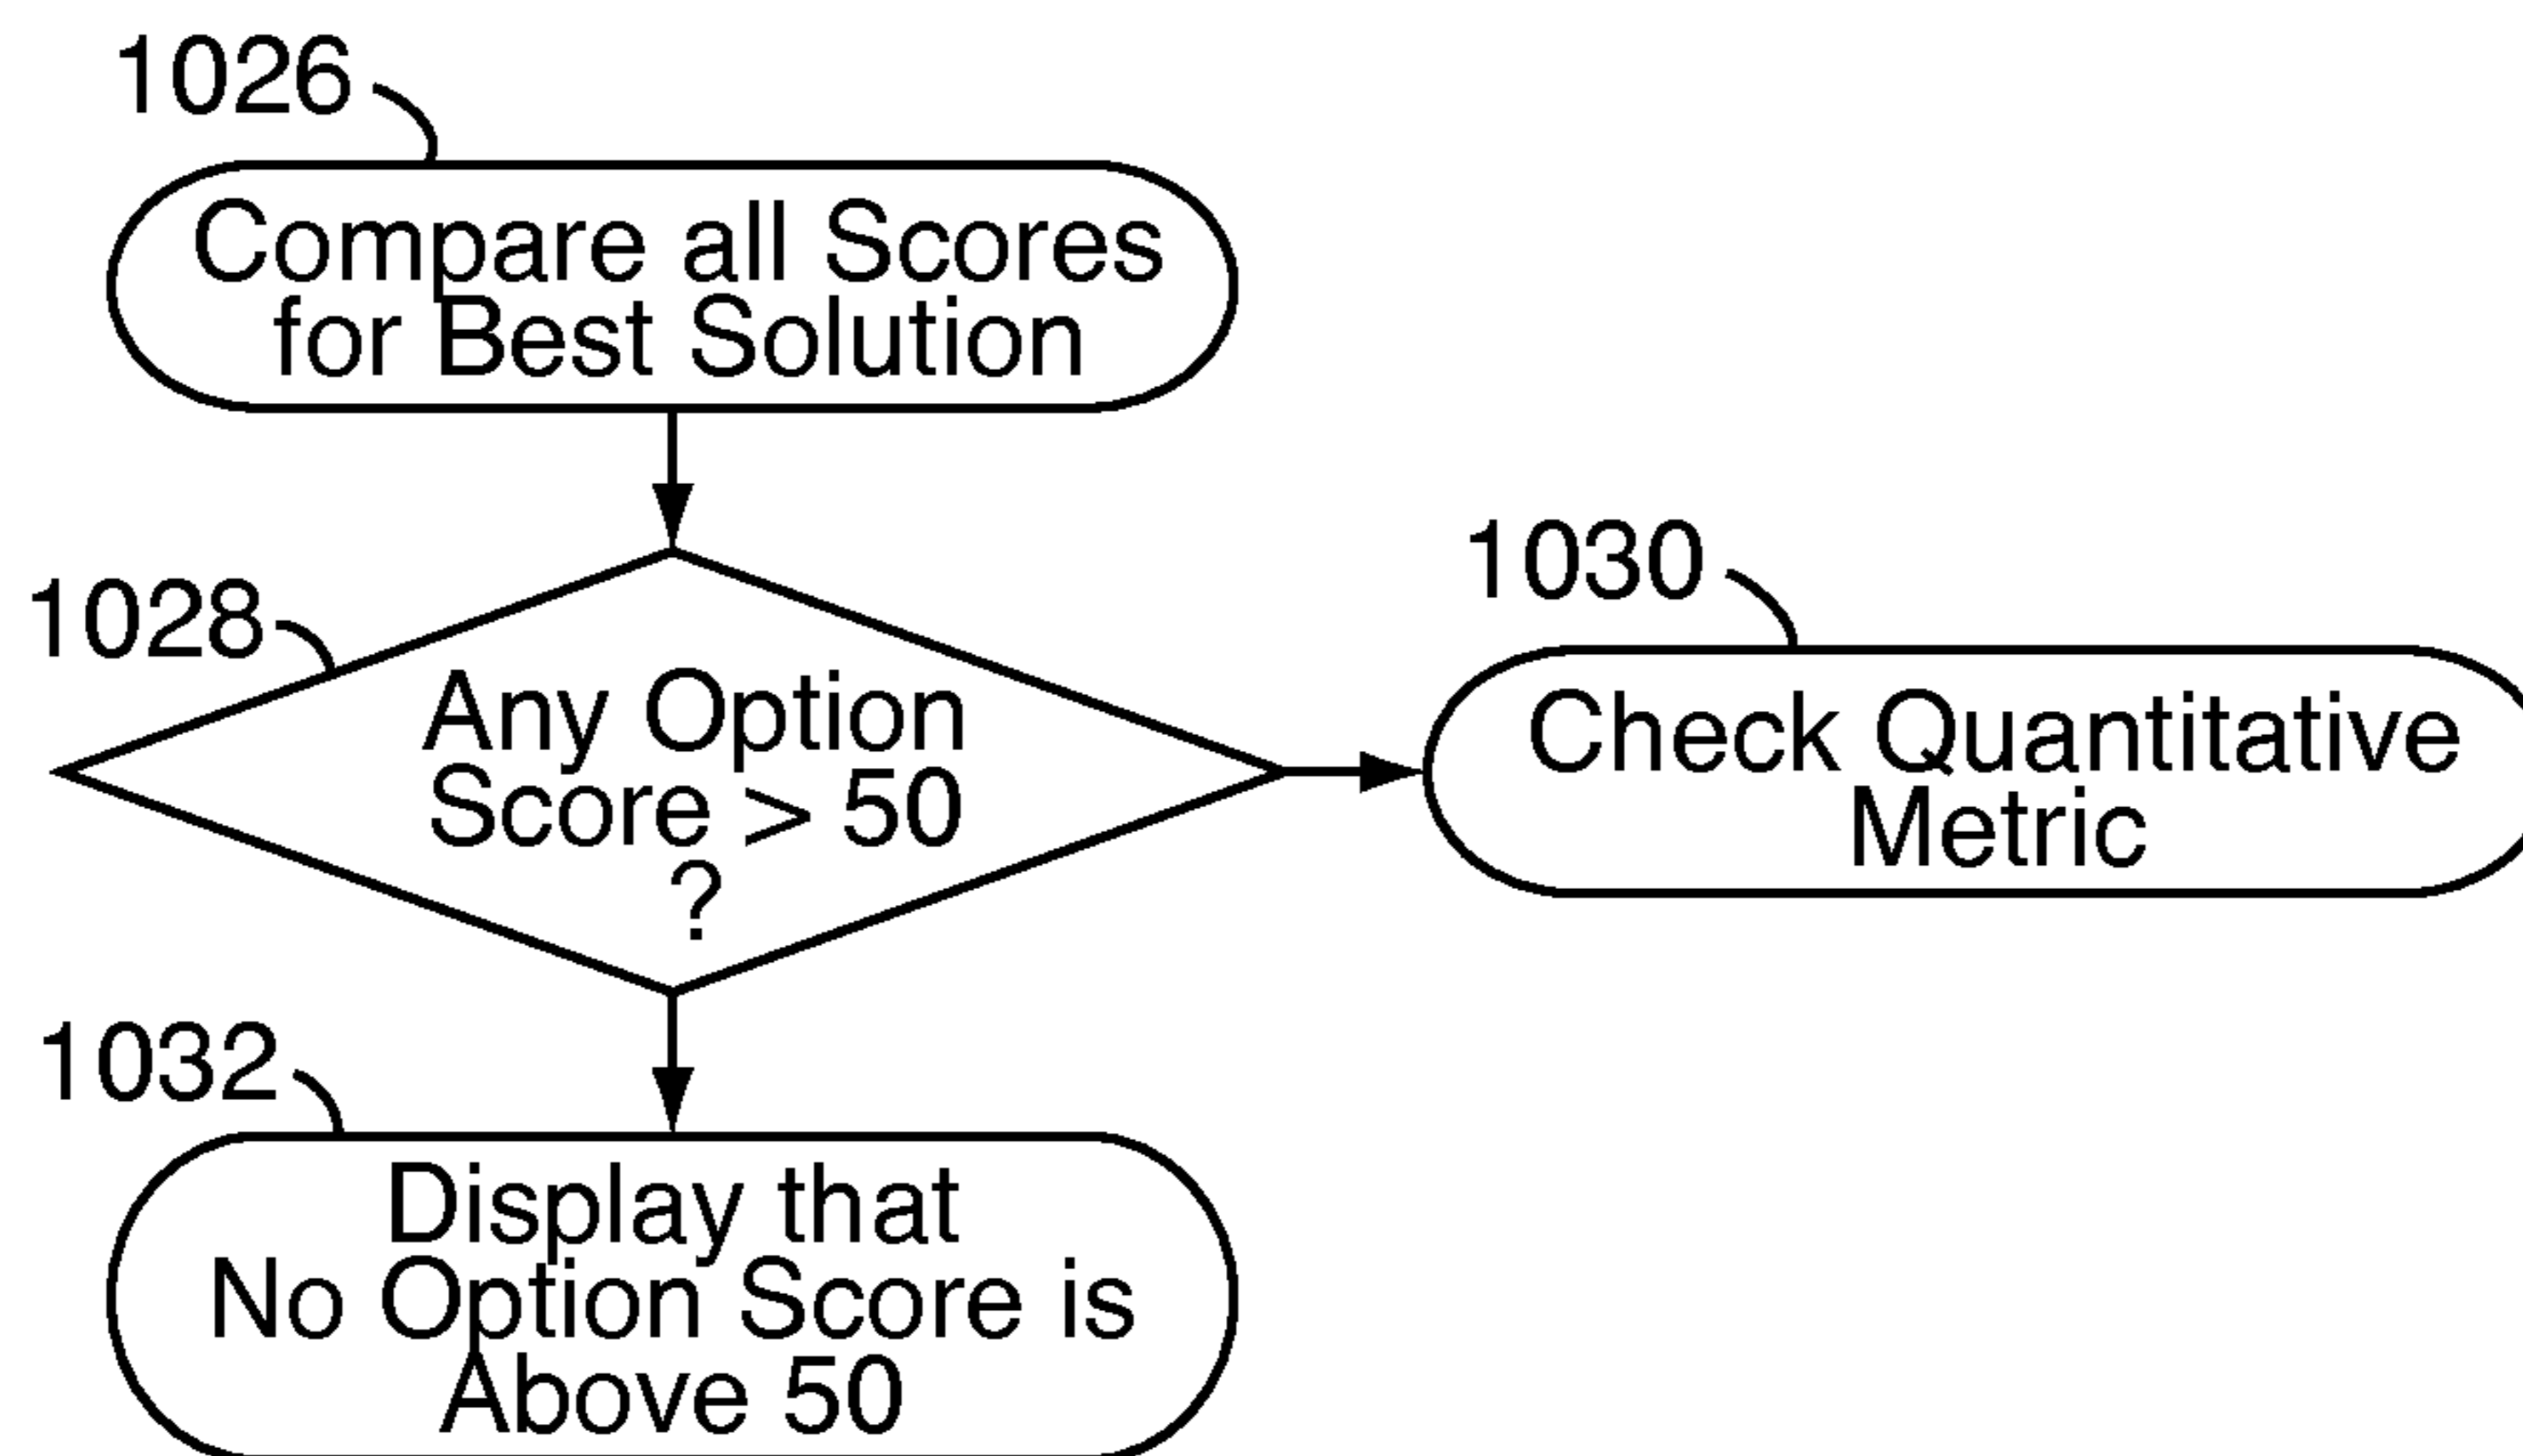 1026
Compare all Scores
for Best Solution
1028
Any Option
Score > 50
?
1030
Check Quantitative
Metric
1032
Display that
No Option Score is
Above 50